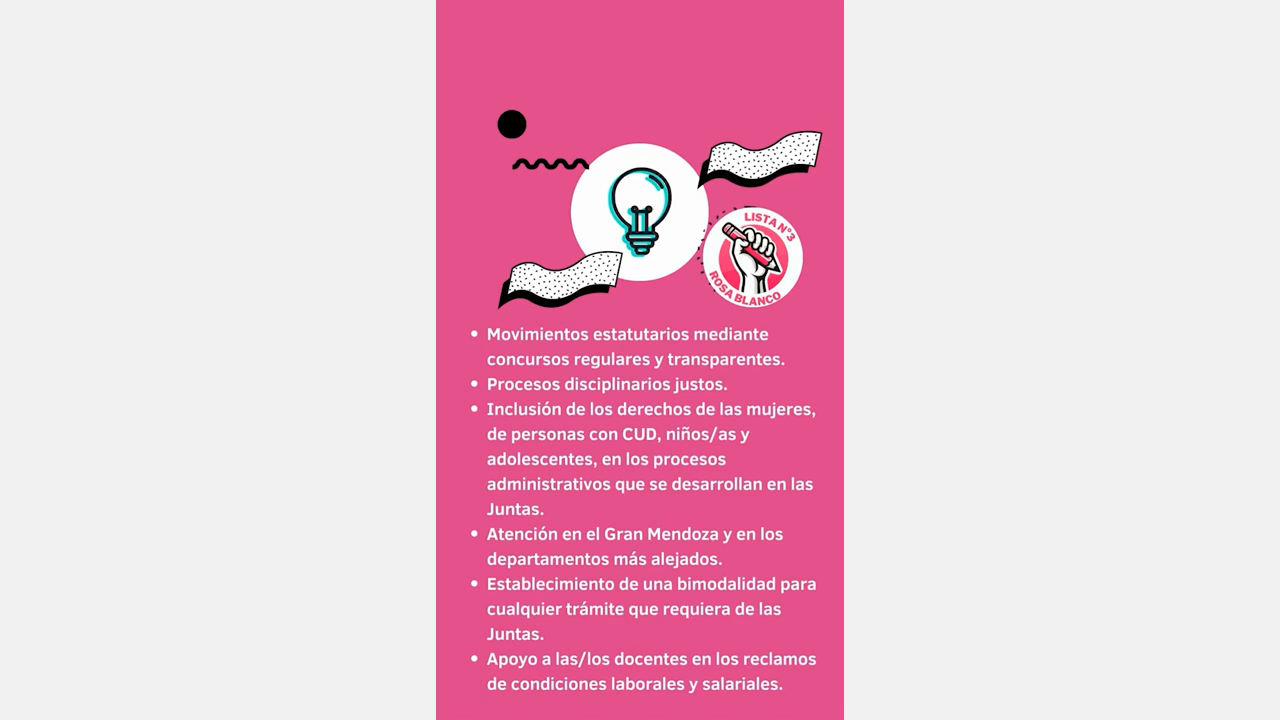 LISTA N°3
ROSA BLANCO
• Movimientos estatutarios mediante
concursos regulares y transparentes.
• Procesos disciplinarios justos.
• Inclusión de los derechos de las mujeres,
de personas con CUD, niños/as y
adolescentes, en los procesos
administrativos que se desarrollan en las
Juntas.
• Atención en el Gran Mendoza y en los
departamentos más alejados.
• Establecimiento de una bimodalidad para
cualquier trámite que requiera de las
Juntas.
• Apoyo a las/los docentes en los reclamos
de condiciones laborales y salariales.